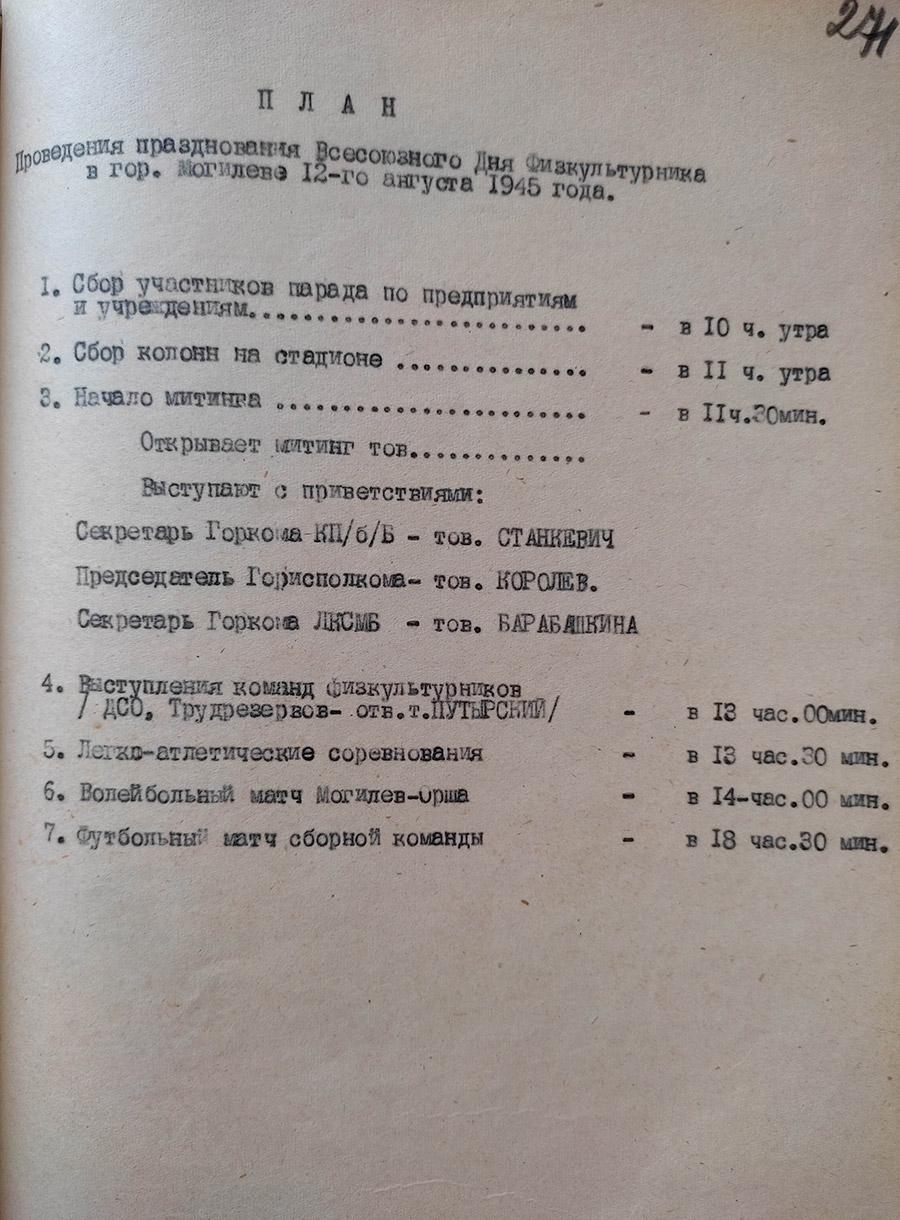 271
П Л А Н
Проведения празднования Всесоюзного Дня Физкультурника
в гор. Могилеве 12-го августа 1945 года.
1. Сбор участников парада по предприятиям
и учреждениям............................ - в 10 ч. утра
2. Сбор колонн на стадионе ............... - в 11 ч. утра
3. Начало митинга ......................... - в 11ч.30мин.
Открывает митинг тов..............
Выступают с приветствиями:
Секретарь Горкома КП/б/Б - тов. СТАНКЕВИЧ
Председатель Горисполкома- тов. КОРОЛЕВ.
Секретарь Горкома ЛКСМБ - тов. БАРАБАШКИНА
4. Выступления команд физкультурников
/ ДСО, Трудрезервов- отв.т.ПУТЫРСКИЙ/ - в 13 час.00мин.
5. Легко-атлетические соревнования - в 13 час.30 мин.
6. Волейбольный матч Могилев-Орша - в 14-час.00 мин.
7. Футбольный матч сборной команды - в 18 час.30 мин.